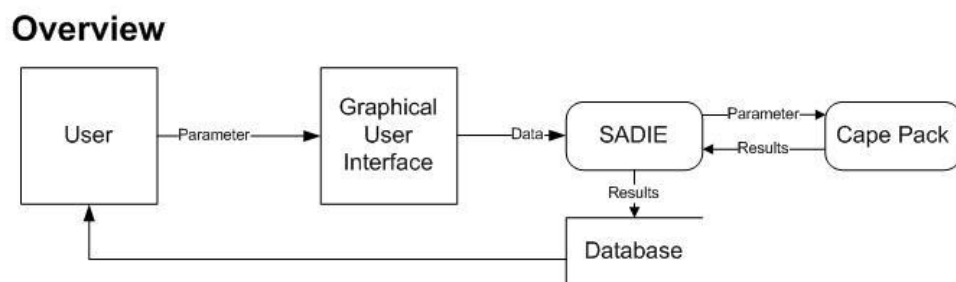 Overview
User
Parameter
Graphical
User
Interface
Data
SADIE
Parameter
Results
Cape Pack
Results
Database